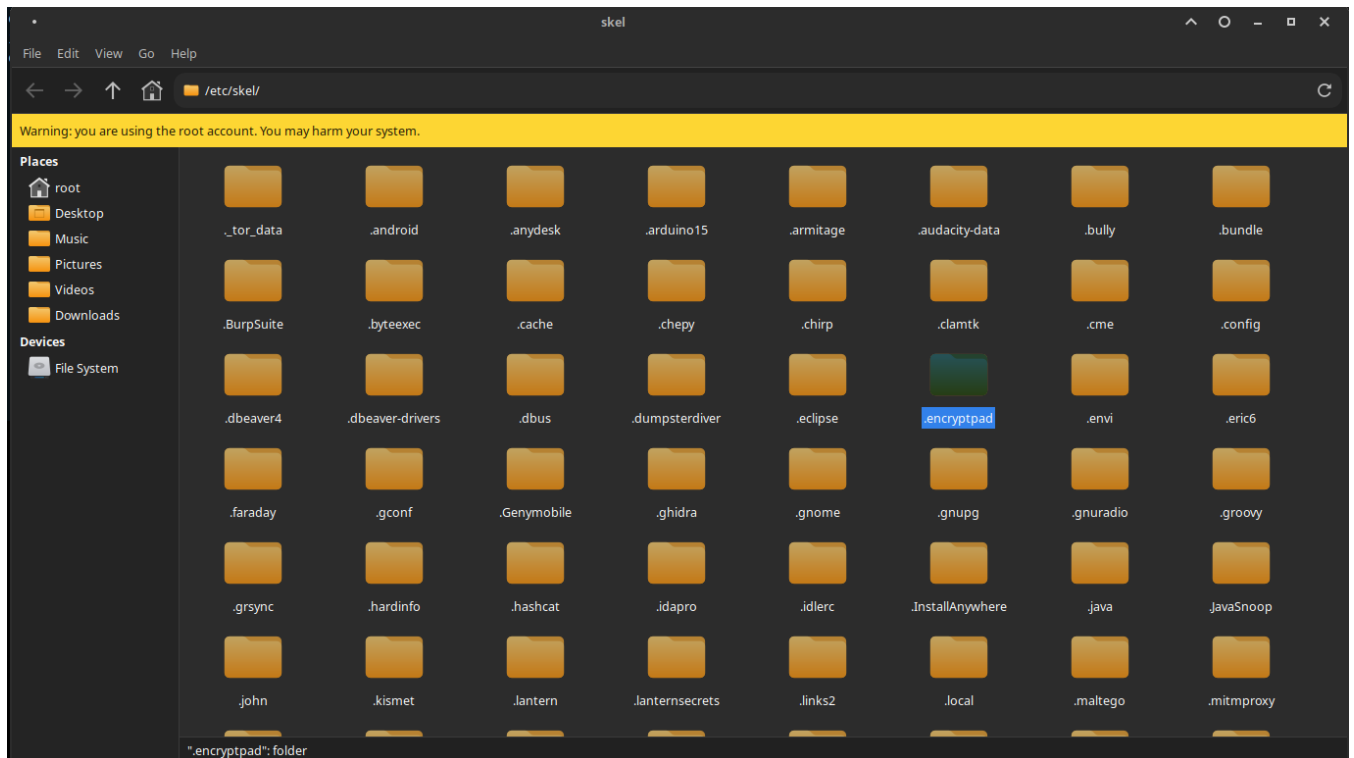 skel
File Edit View Go Help
/etc/skel/
Warning: you are using the root account. You may harm your system.
Places
root
Desktop
Music
Pictures
Videos
Downloads
Devices
File System
._tor_data .android .anydesk .arduino15 .armitage .audacity-data .bully .bundle
.BurpSuite .byteexec .cache .chepy .chirp .clamtk .cme .config
.dbeaver4 .dbeaver-drivers .dbus .dumpsterdiver .eclipse .encryptpad .envi .eric6
.faraday .gconf .Genymobile .ghidra .gnome .gnupg .gnuradio .groovy
.grsync .hardinfo .hashcat .idapro .idlerc .InstallAnywhere .java .JavaSnoop
.john .kismet .lantern .lanternsecrets .links2 .local .maltego .mitmproxy
".encryptpad": folder